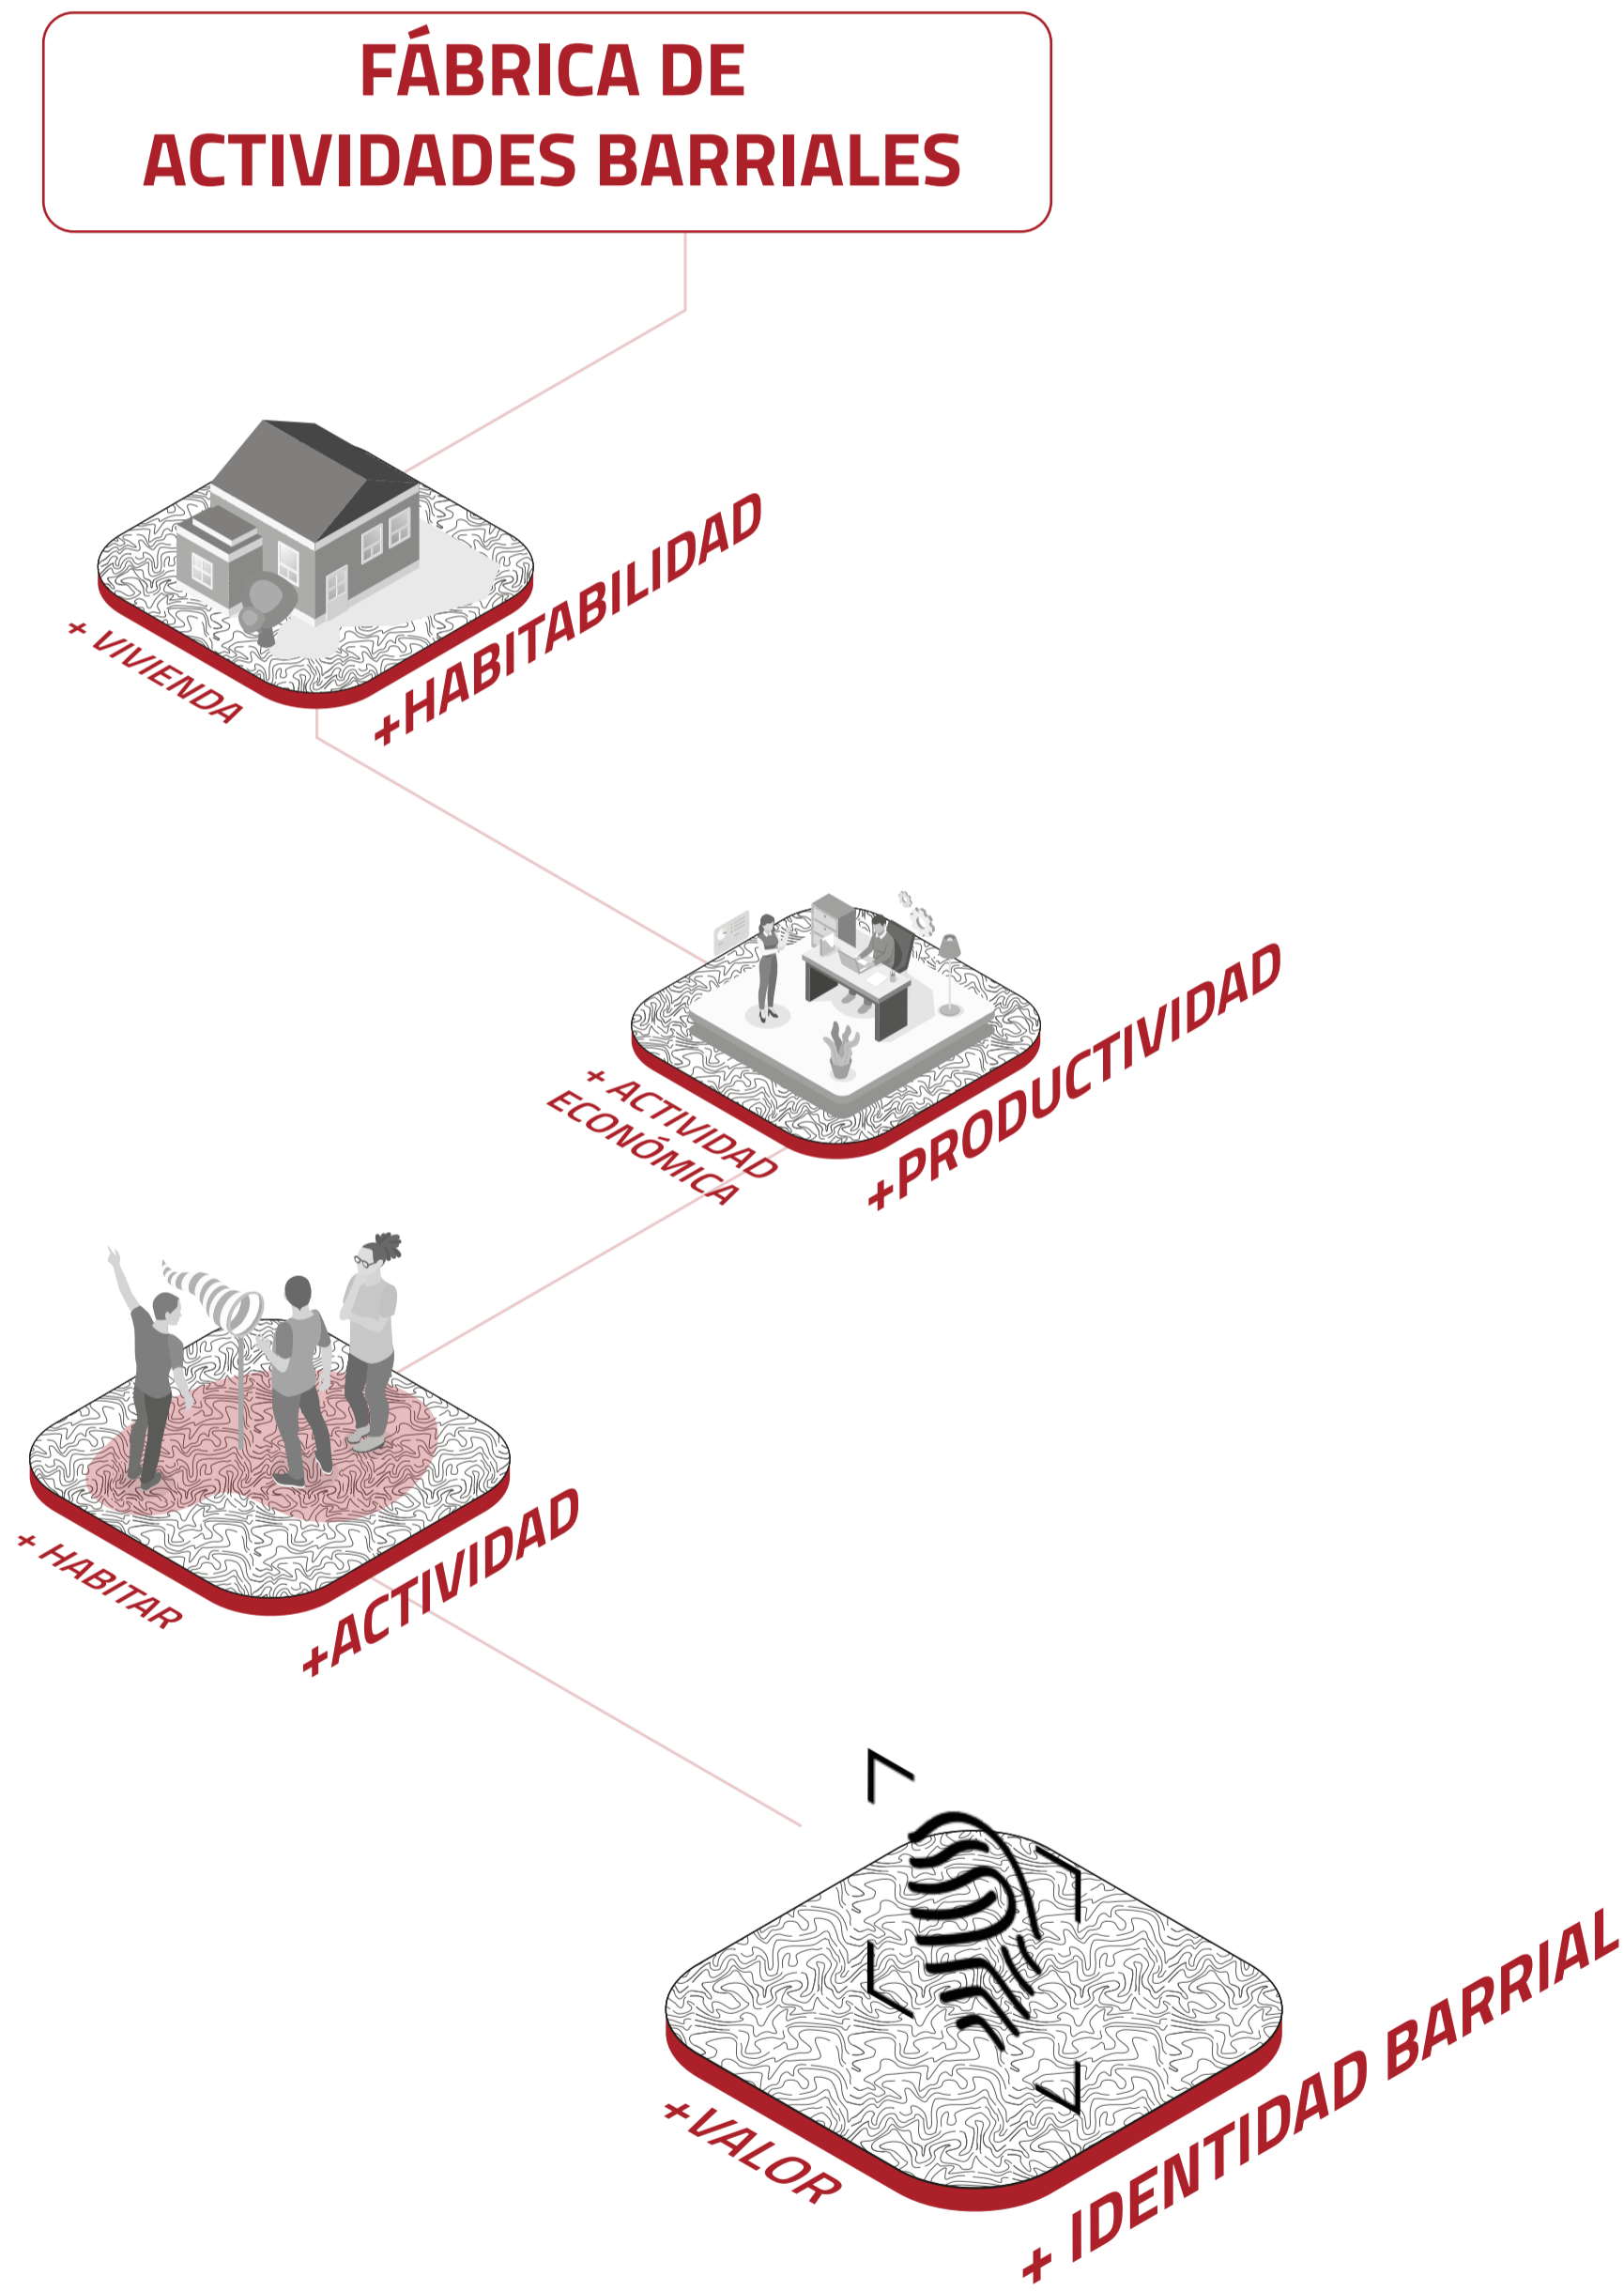 FÁBRICA DE
ACTIVIDADES BARRIALES
+ VIVIENDA
+HABITABILIDAD
+ ACTIVIDAD
ECONÓMICA
+PRODUCTIVIDAD
+ HABITAR
+ACTIVIDAD
+VALOR
+ IDENTIDAD BARRIAL